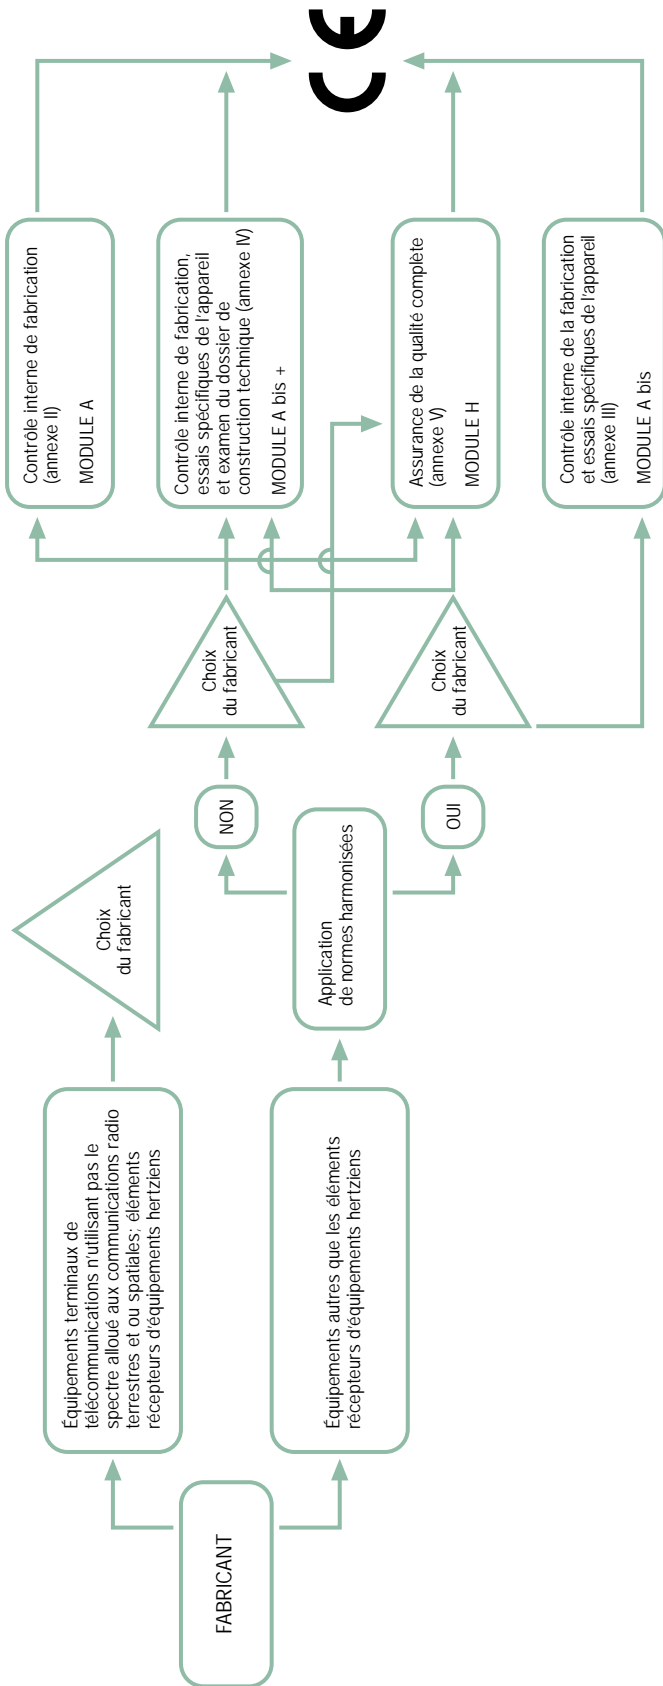 FABRICANT
Équipements terminaux de
télécommunications n'utilisant pas le
spectre alloué aux communications radio
terrestres et ou spatiales; éléments
récepteurs d'équipements hertziens
Équipements autres que les éléments
récepteurs d'équipements hertziens
Choix
du fabricant
Application
de normes harmonisées
NON
OUI
Choix
du fabricant
Choix
du fabricant
Contrôle interne de fabrication
(annexe II)
MODULE A
Contrôle interne de fabrication,
essais spécifiques de l'appareil
et examen du dossier de
construction technique (annexe IV)
MODULE A bis +
Assurance de la qualité complète
(annexe V)
MODULE H
Contrôle interne de la fabrication
et essais spécifiques de l'appareil
(annexe III)
MODULE A bis
CE